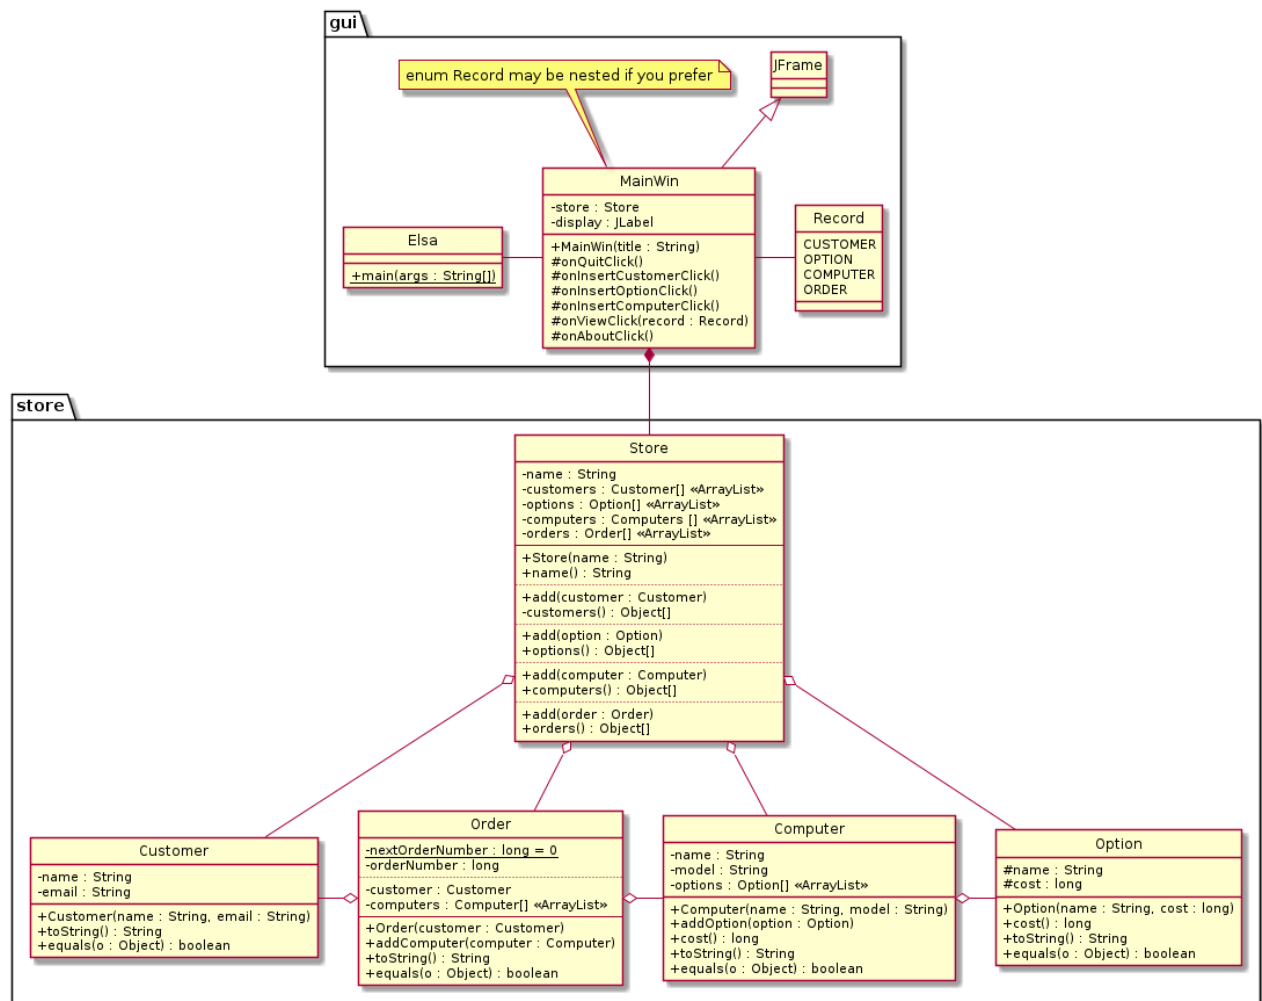 gui
enum Record may be nested if you prefer
JFrame
MainWin
-store : Store
-display : JLabel
+MainWin(title : String)
#onQuitClick()
#onInsertCustomerClick()
#onInsertOptionClick()
#onInsertComputerClick()
#onViewClick(record : Record)
#onAboutClick()
Elsa
+main(args : String[])
Record
CUSTOMER
OPTION
COMPUTER
ORDER
store
Store
-name : String
-customers : Customer[] «ArrayList»
-options : Option[] «ArrayList»
-computers : Computers [] «ArrayList»
-orders : Order[] «ArrayList»
+Store(name : String)
+name() : String
+add(customer : Customer)
-customers() : Object[]
+add(option : Option)
+options() : Object[]
+add(computer : Computer)
+computers() : Object[]
+add(order : Order)
+orders() : Object[]
Customer
-name : String
-email : String
+Customer(name : String, email : String)
+toString() : String
+equals(o : Object) : boolean
Order
-nextOrderNumber : long = 0
-orderNumber : long
-customer : Customer
-computers : Computer[] «ArrayList»
+Order(customer : Customer)
+addComputer(computer : Computer)
+toString() : String
+equals(o : Object) : boolean
Computer
-name : String
-model : String
-options : Option[] «ArrayList»
+Computer(name : String, model : String)
+addOption(option : Option)
+cost() : long
+toString() : String
+equals(o : Object) : boolean
Option
#name : String
#cost : long
+Option(name : String, cost : long)
+cost() : long
+toString() : String
+equals(o : Object) : boolean